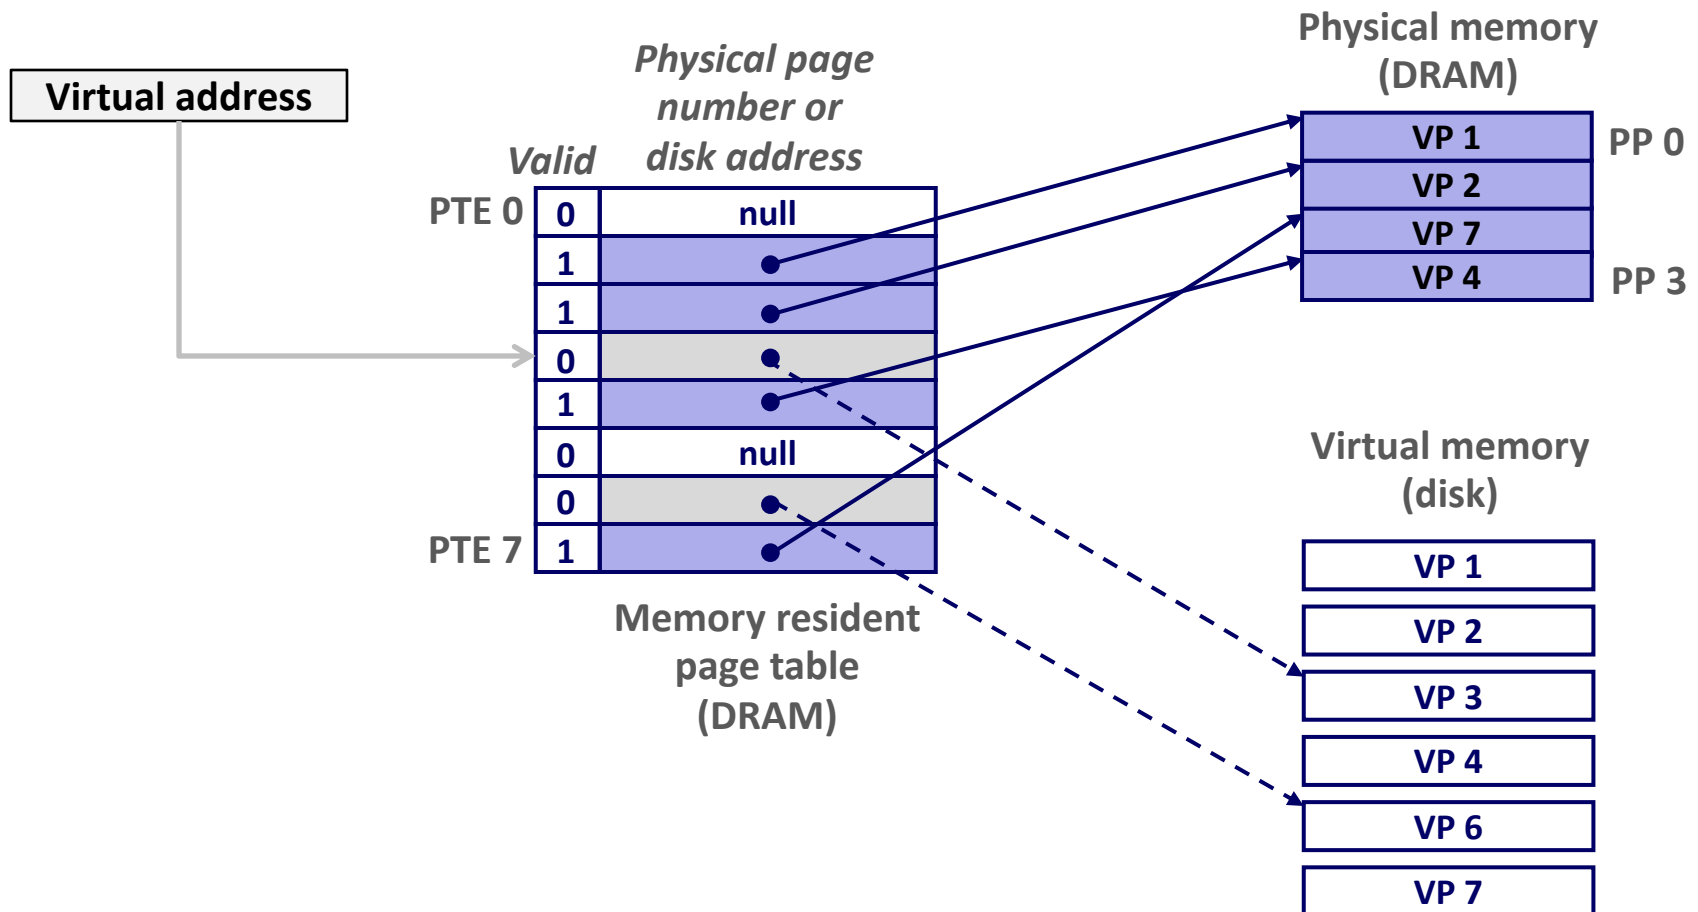 Virtual address
Physical page
number or
disk address
Valid
PTE 0
0
null
1
1
0
1
0
null
0
PTE 7
1
Memory resident
page table
(DRAM)
Physical memory
(DRAM)
VP 1
PP 0
VP 2
VP 7
VP 4
PP 3
Virtual memory
(disk)
VP 1
VP 2
VP 3
VP 4
VP 6
VP 7